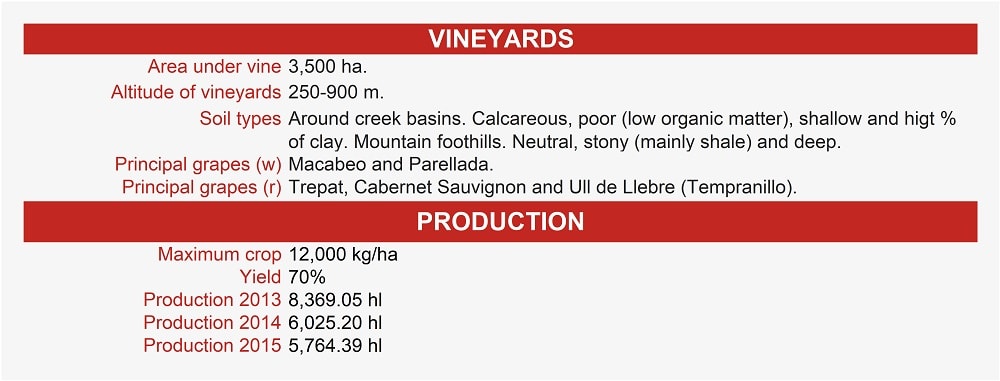 VINEYARDS
Area under vine 3,500 ha.
Altitude of vineyards 250-900 m.
Soil types Around creek basins. Calcareous, poor (low organic matter), shallow and higt %
of clay. Mountain foothills. Neutral, stony (mainly shale) and deep.
Principal grapes (w) Macabeo and Parellada.
Principal grapes (r) Trepat, Cabernet Sauvignon and Ull de Llebre (Tempranillo).
PRODUCTION
Maximum crop 12,000 kg/ha
Yield 70%
Production 2013 8,369.05 hl
Production 2014 6,025.20 hl
Production 2015 5,764.39 hl